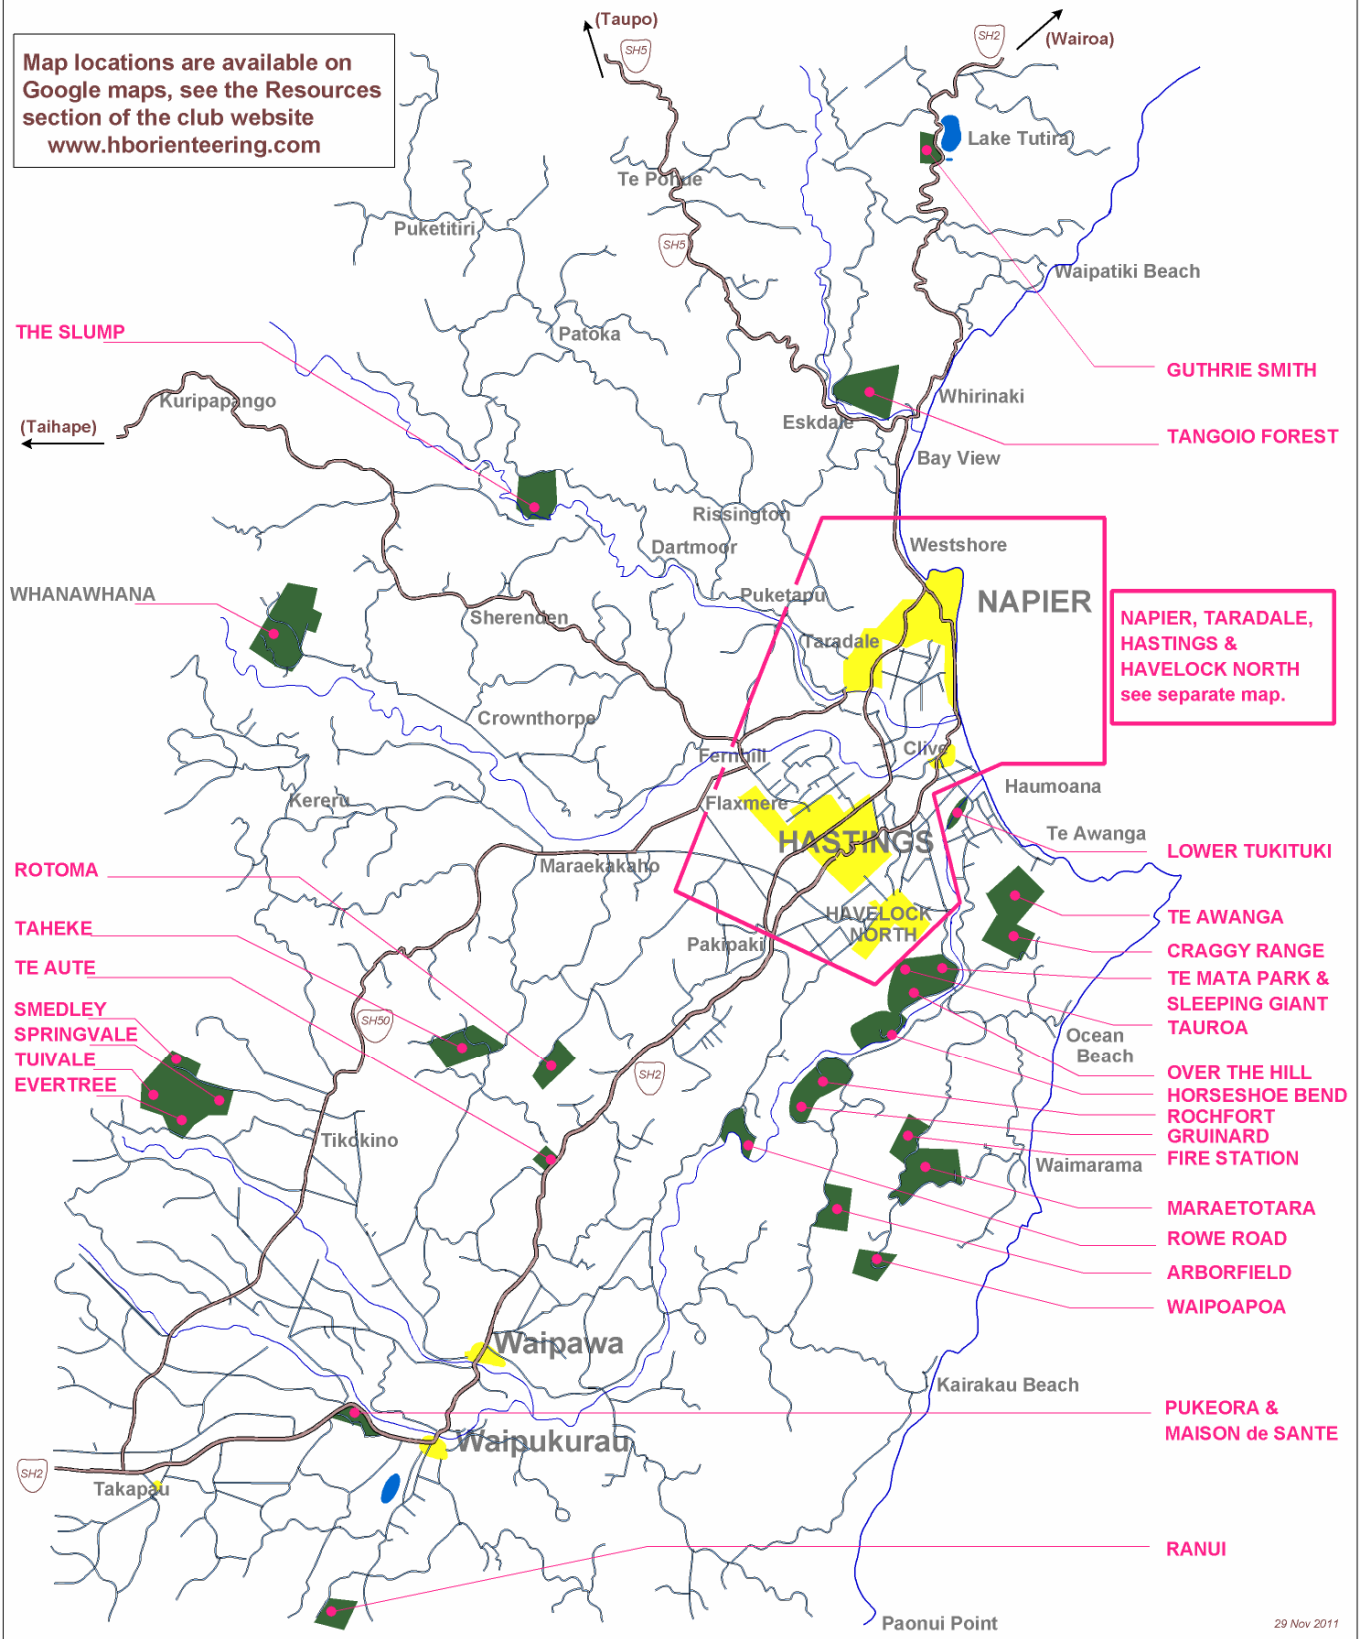 (Taupo)
SH5
SH2
(Wairoa)
Map locations are available on
Google maps, see the Resources
section of the club website
www.hborienteering.com
Lake Tutira
Te Pohue
Puketitiri
SH5
Waipatiki Beach
THE SLUMP
Patoka
GUTHRIE SMITH
Kuripapango
Whirinaki
(Taihape)
Eskdale
TANGOIO FOREST
Bay View
Rissington
Dartmoor
Westshore
WHANAWHANA
Puketapu
NAPIER
Sherenden
NAPIER, TARADALE,
HASTINGS &
HAVELOCK NORTH
see separate map.
Taradale
Crownthorpe
Fernhill
Clive
Haumoana
Kereru
Flaxmere
Te Awanga
HASTINGS
LOWER TUKITUKI
Maraekakaho
ROTOMA
HAVELOCK
NORTH
TE AWANGA
TAHEKE
Pakipaki
CRAGGY RANGE
TE AUTE
TE MATA PARK &
SLEEPING GIANT
SMEDLEY
SH50
TAUROA
SPRINGVALE
Ocean
Beach
TUIVALE
SH2
OVER THE HILL
EVERTREE
HORSESHOE BEND
ROCHFORT
GRUINARD
Tikokino
FIRE STATION
Waimarama
MARAETOTARA
ROWE ROAD
ARBORFIELD
WAIPOAPOA
Waipawa
Kairakau Beach
PUKEORA &
MAISON de SANTE
Waipukurau
SH2
Takapau
RANUI
Paonui Point
29 Nov 2011